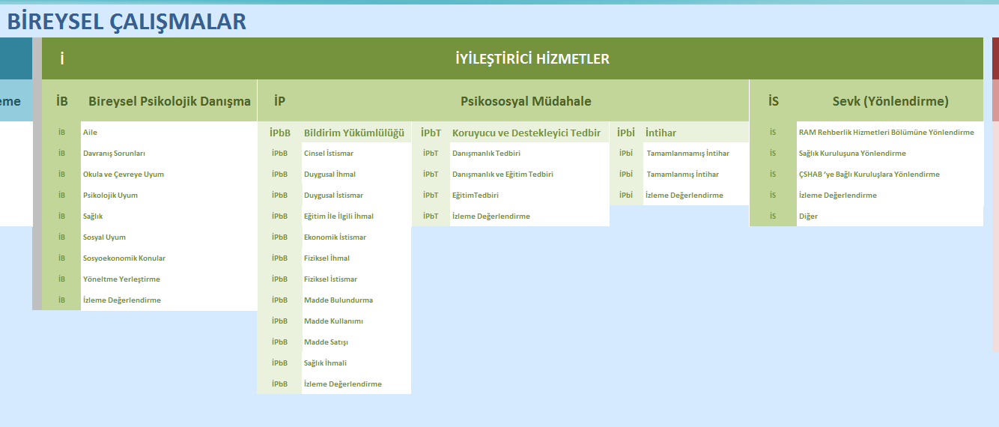 BİREYSEL ÇALIŞMALAR
İ İYİLEŞTİRİCİ HİZMETLER
eme İB Bireysel Psikolojik Danışma İP Psikososyal Müdahale İS Sevk (Yönlendirme)
İB Aile İPbB Bildirim Yükümlülüğü İPbT Koruyucu ve Destekleyici Tedbir İPbİ İntihar İS RAM Rehberlik Hizmetleri Bölümüne Yönlendirme
İB Davranış Sorunları İPbB Cinsel İstismar İPbT Danışmanlık Tedbiri İPbİ Tamamlanmamış İntihar İS Sağlık Kuruluşuna Yönlendirme
İB Okula ve Çevreye Uyum İPbB Duygusal İhmal İPbT Danışmanlık ve Eğitim Tedbiri İPbİ Tamamlanmış İntihar İS ÇSHAB 'ye Bağlı Kuruluşlara Yönlendirme
İB Psikolojik Uyum İPbB Duygusal İstismar İPbT EğitimTedbiri İPbİ İzleme Değerlendirme İS İzleme Değerlendirme
İB Sağlık İPbB Eğitim İle İlgili İhmal İPbT İzleme Değerlendirme İS Diğer
İB Sosyal Uyum İPbB Ekonomik İstismar
İB Sosyoekonomik Konular İPbB Fiziksel İhmal
İB Yöneltme Yerleştirme İPbB Fiziksel İstismar
İB İzleme Değerlendirme İPbB Madde Bulundurma
İPbB Madde Kullanımı
İPbB Madde Satışı
İPbB Sağlık İhmali
İPbB İzleme Değerlendirme